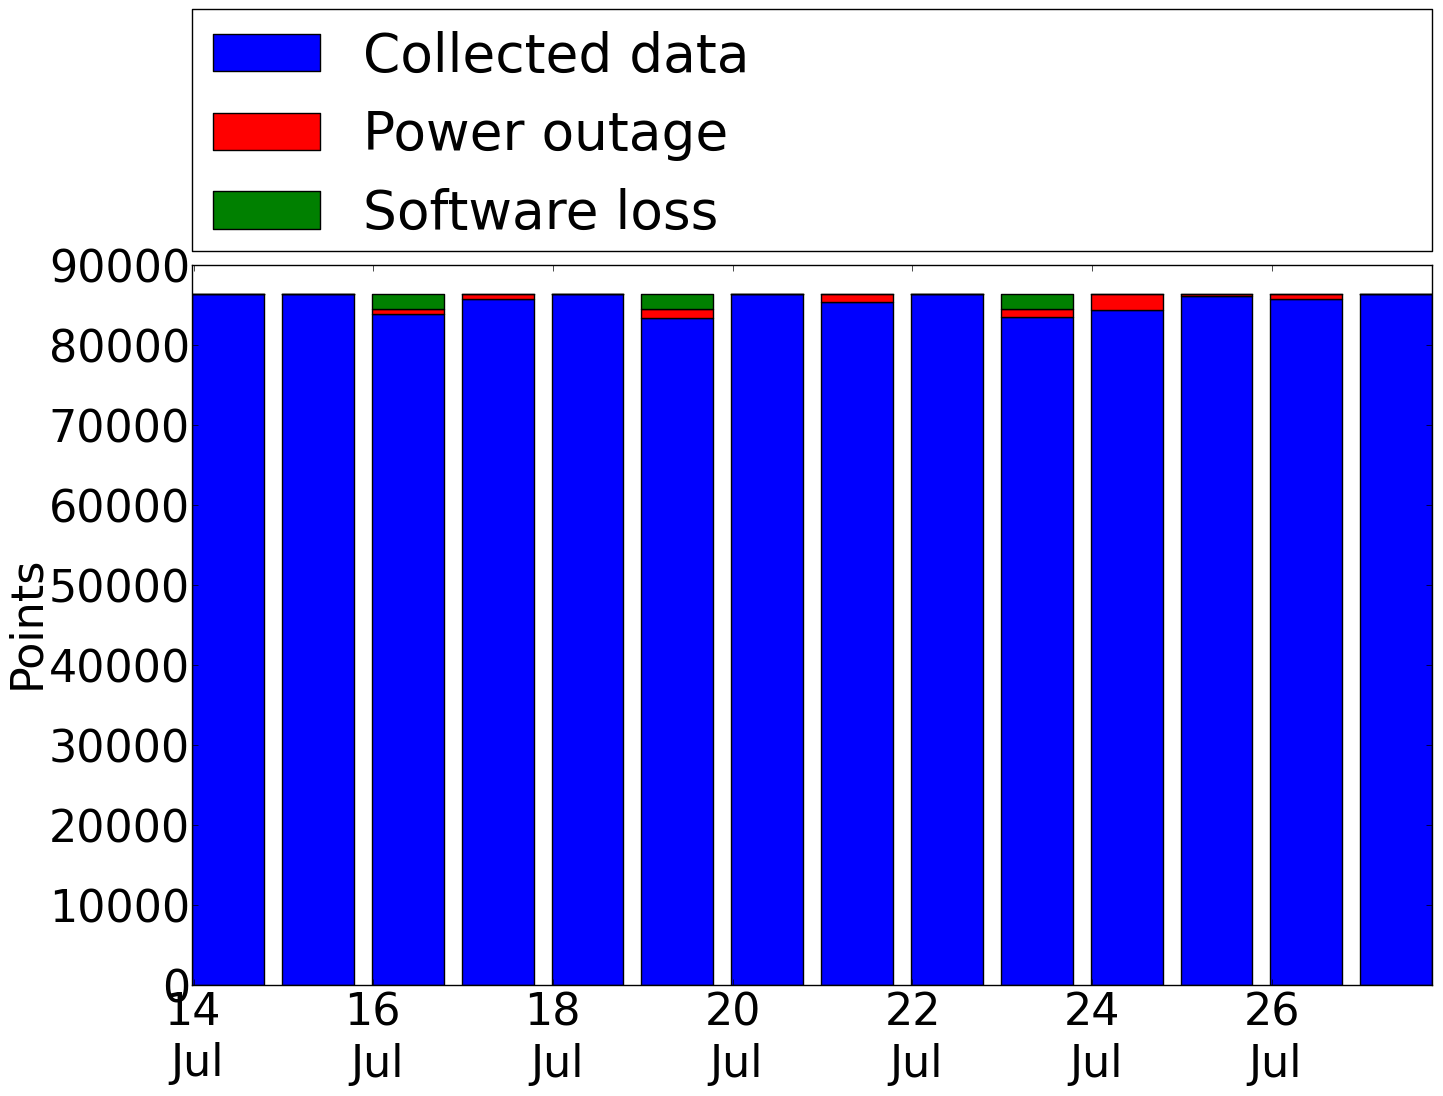 Collected data
Power outage
Software loss
90000
80000
70000
60000
50000
40000
30000
20000
10000
0
Points
14 16 18 20 22 24 26
Jul Jul Jul Jul Jul Jul Jul